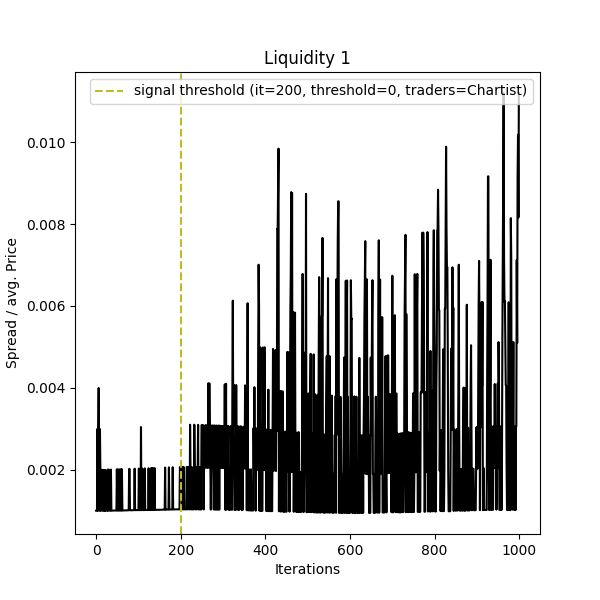 Liquidity 1
signal threshold (it=200, threshold=0, traders=Chartist)
0.010
0.008
0.006
0.004
0.002
Spread / avg. Price
0 200 400 600 800 1000
Iterations